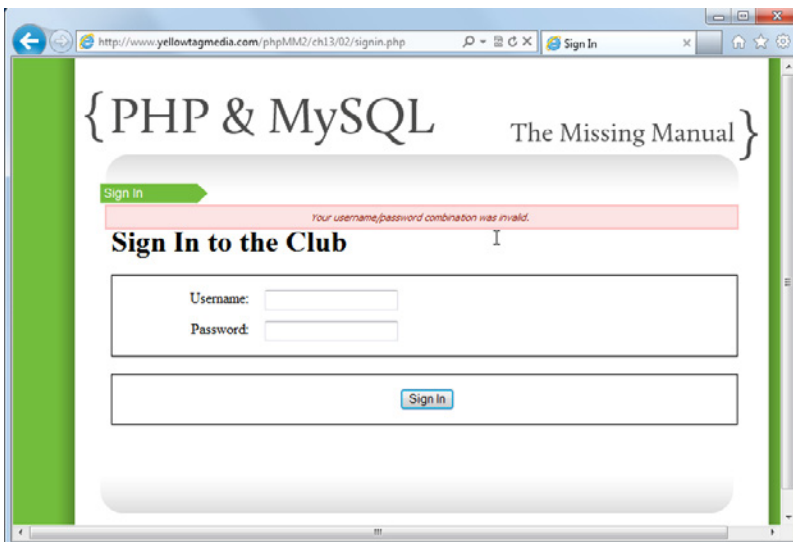 http://www.yellowtagmedia.com/phpMM2/ch13/02/signin.php
Sign In
{PHP & MySQL
The Missing Manual}
Sign In
Your username/password combination was invalid.
Sign In to the Club
Username:
Password:
Sign In